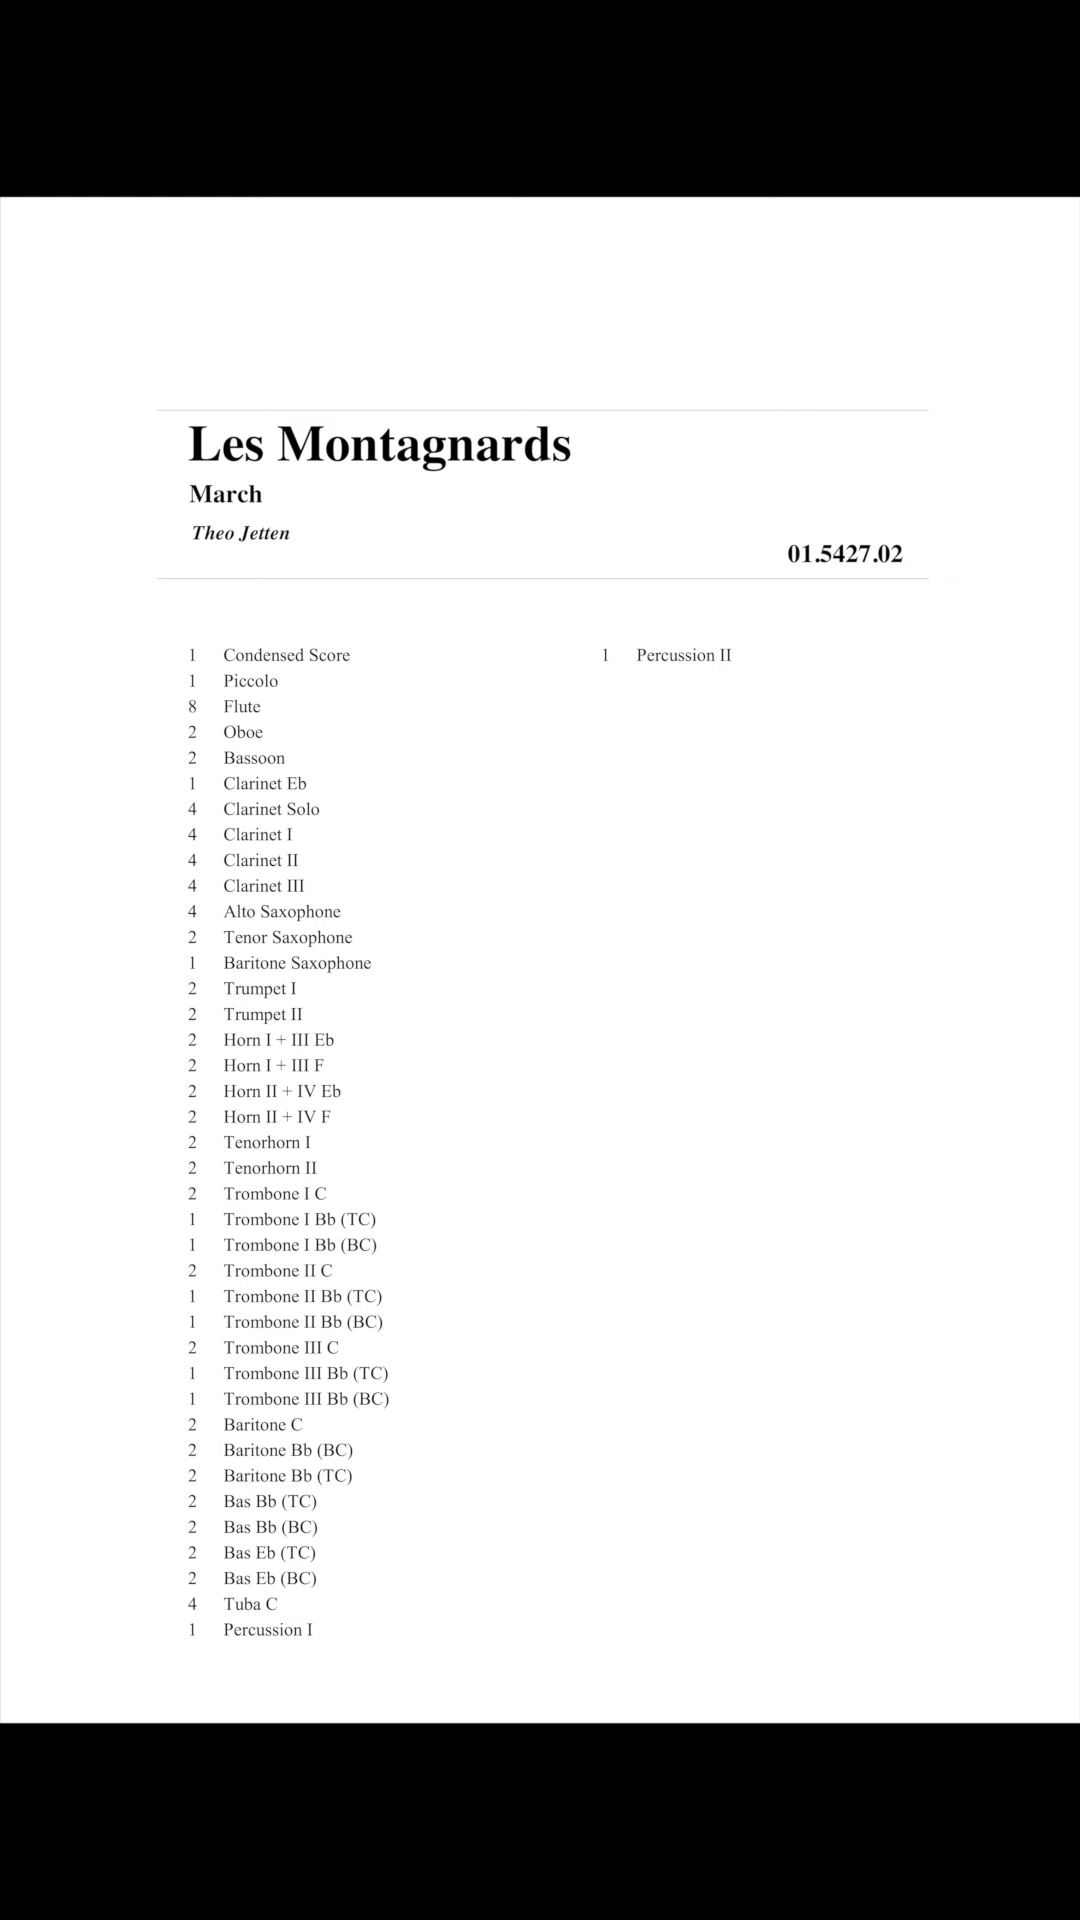 Les Montagnards
March
Theo Jetten
01.5427.02
1 Condensed Score
1 Piccolo
8 Flute
2 Oboe
2 Bassoon
1 Clarinet Eb
4 Clarinet Solo
4 Clarinet I
4 Clarinet II
4 Clarinet III
4 Alto Saxophone
2 Tenor Saxophone
1 Baritone Saxophone
2 Trumpet I
2 Trumpet II
2 Horn I + III Eb
2 Horn I + III F
2 Horn II + IV Eb
2 Horn II + IV F
2 Tenorhorn I
2 Tenorhorn II
2 Trombone I C
1 Trombone I Bb (TC)
1 Trombone I Bb (BC)
2 Trombone II C
1 Trombone II Bb (TC)
1 Trombone II Bb (BC)
2 Trombone III C
1 Trombone III Bb (TC)
1 Trombone III Bb (BC)
2 Baritone C
2 Baritone Bb (BC)
2 Baritone Bb (TC)
2 Bas Bb (TC)
2 Bas Bb (BC)
2 Bas Eb (TC)
2 Bas Eb (BC)
4 Tuba C
1 Percussion I
1 Percussion II